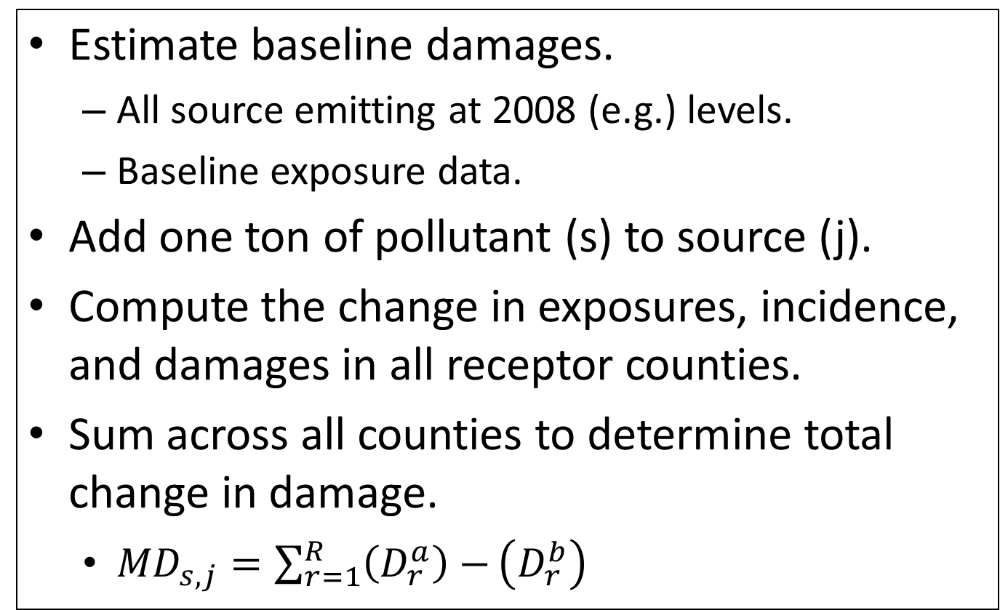 • Estimate baseline damages.
– All source emitting at 2008 (e.g.) levels.
– Baseline exposure data.
• Add one ton of pollutant (s) to source (j).
• Compute the change in exposures, incidence,
and damages in all receptor counties.
• Sum across all counties to determine total
change in damage.
• $MD_{s,j} = \sum_{r=1}^{R}(D_r^a) - (D_r^b)$